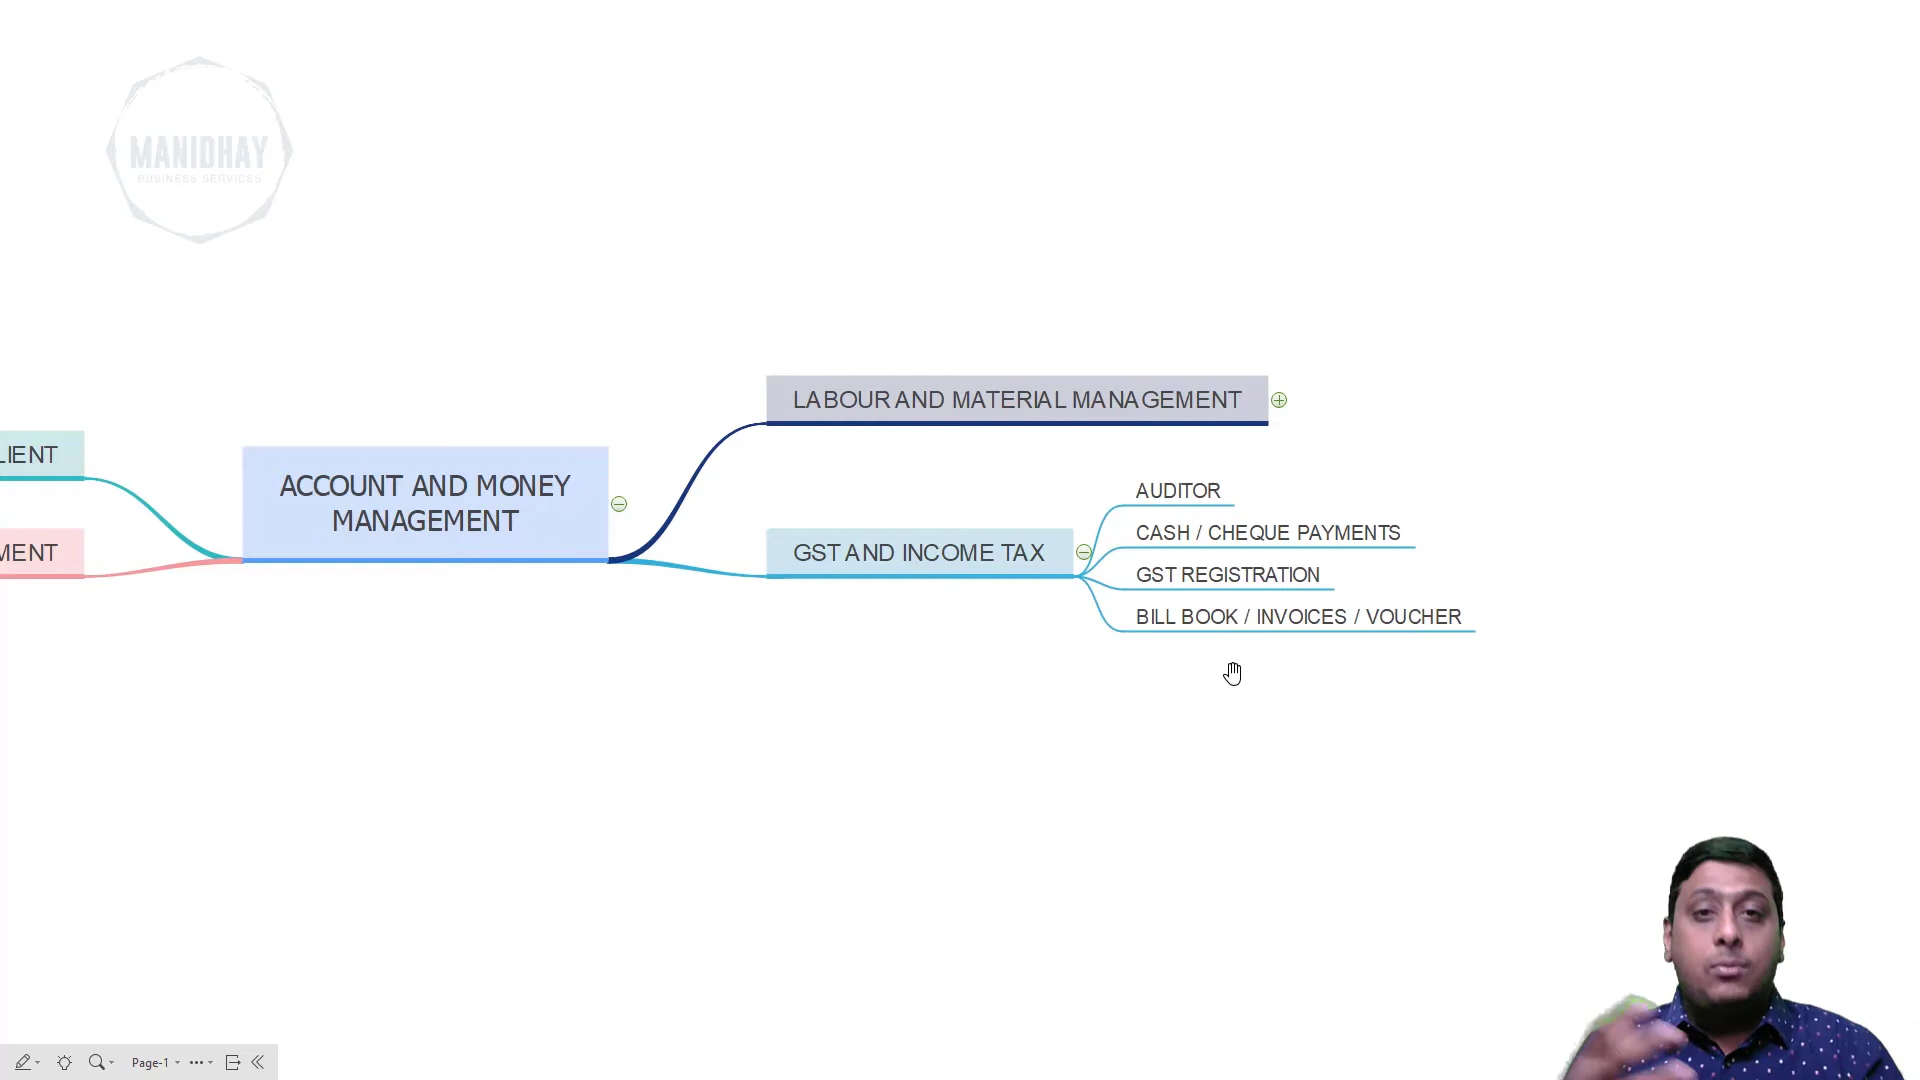 MANIDHAY
BUSINESS SERVICES
LABOUR AND MATERIAL MANAGEMENT
LIENT
ACCOUNT AND MONEY
MANAGEMENT
MENT
GST AND INCOME TAX
AUDITOR
CASH / CHEQUE PAYMENTS
GST REGISTRATION
BILL BOOK / INVOICES / VOUCHER
Page-1